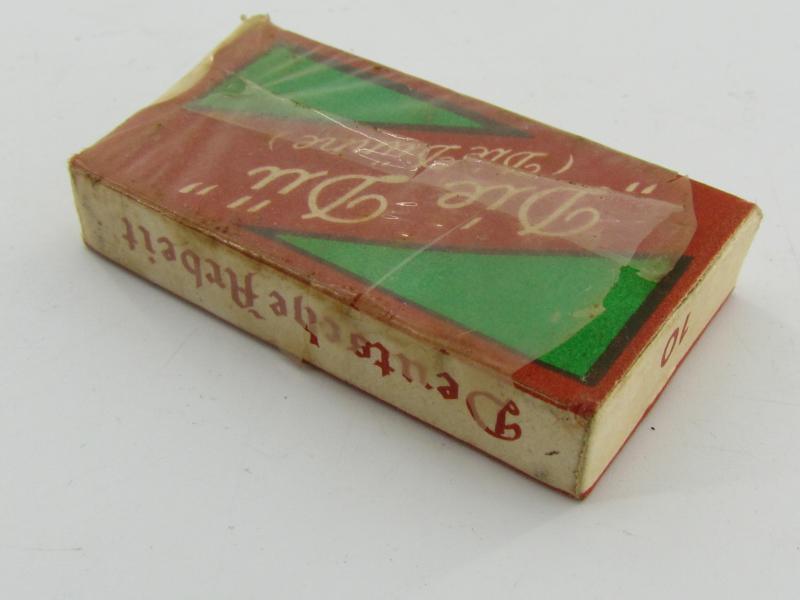 "Die Dü"
(Die Dünne)
Deutsche Arbeit
10